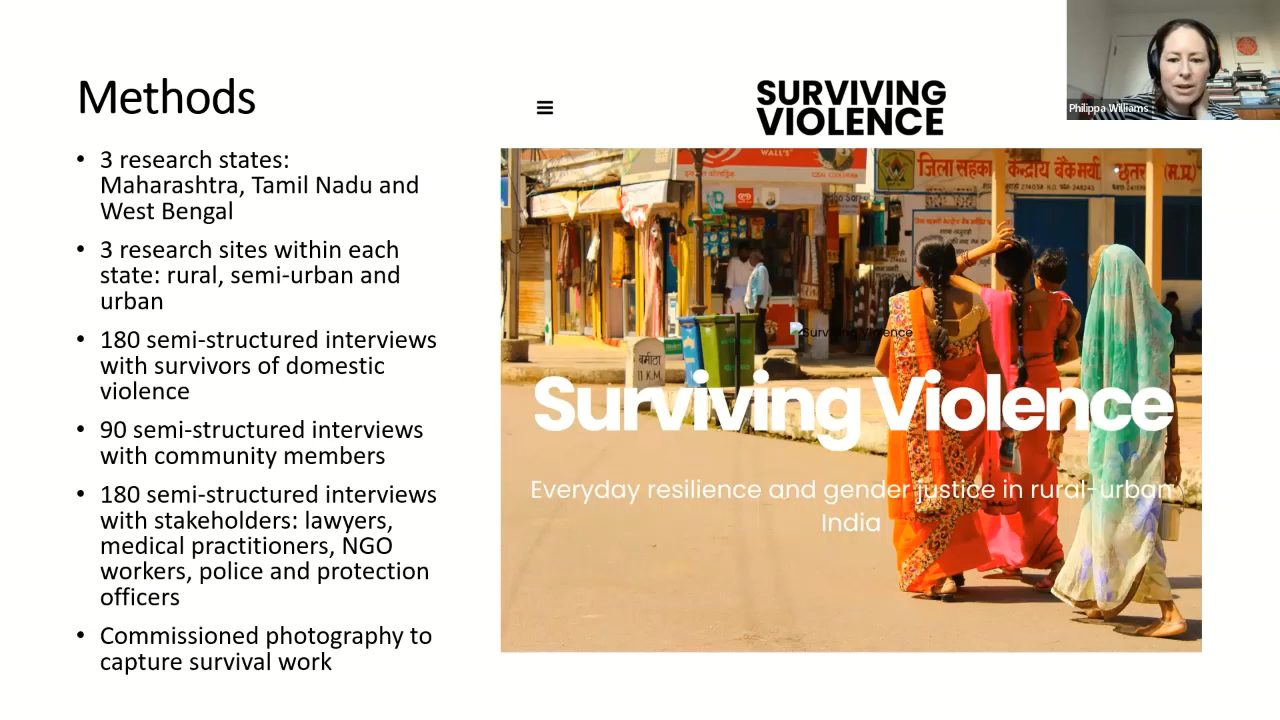 Methods
• 3 research states:
Maharashtra, Tamil Nadu and
West Bengal
• 3 research sites within each
state: rural, semi-urban and
urban
• 180 semi-structured interviews
with survivors of domestic
violence
• 90 semi-structured interviews
with community members
• 180 semi-structured interviews
with stakeholders: lawyers,
medical practitioners, NGO
workers, police and protection
officers
• Commissioned photography to
capture survival work
SURVIVING
VIOLENCE
WALL'S
जिला सहका केन्द्रीय बैंक मर्या छतर (म.प्र.)
बमीठा
11 K.M.
Surviving Violence
Surviving Violence
Everyday resilience and gender justice in rural-urban
India
Philippa Williams